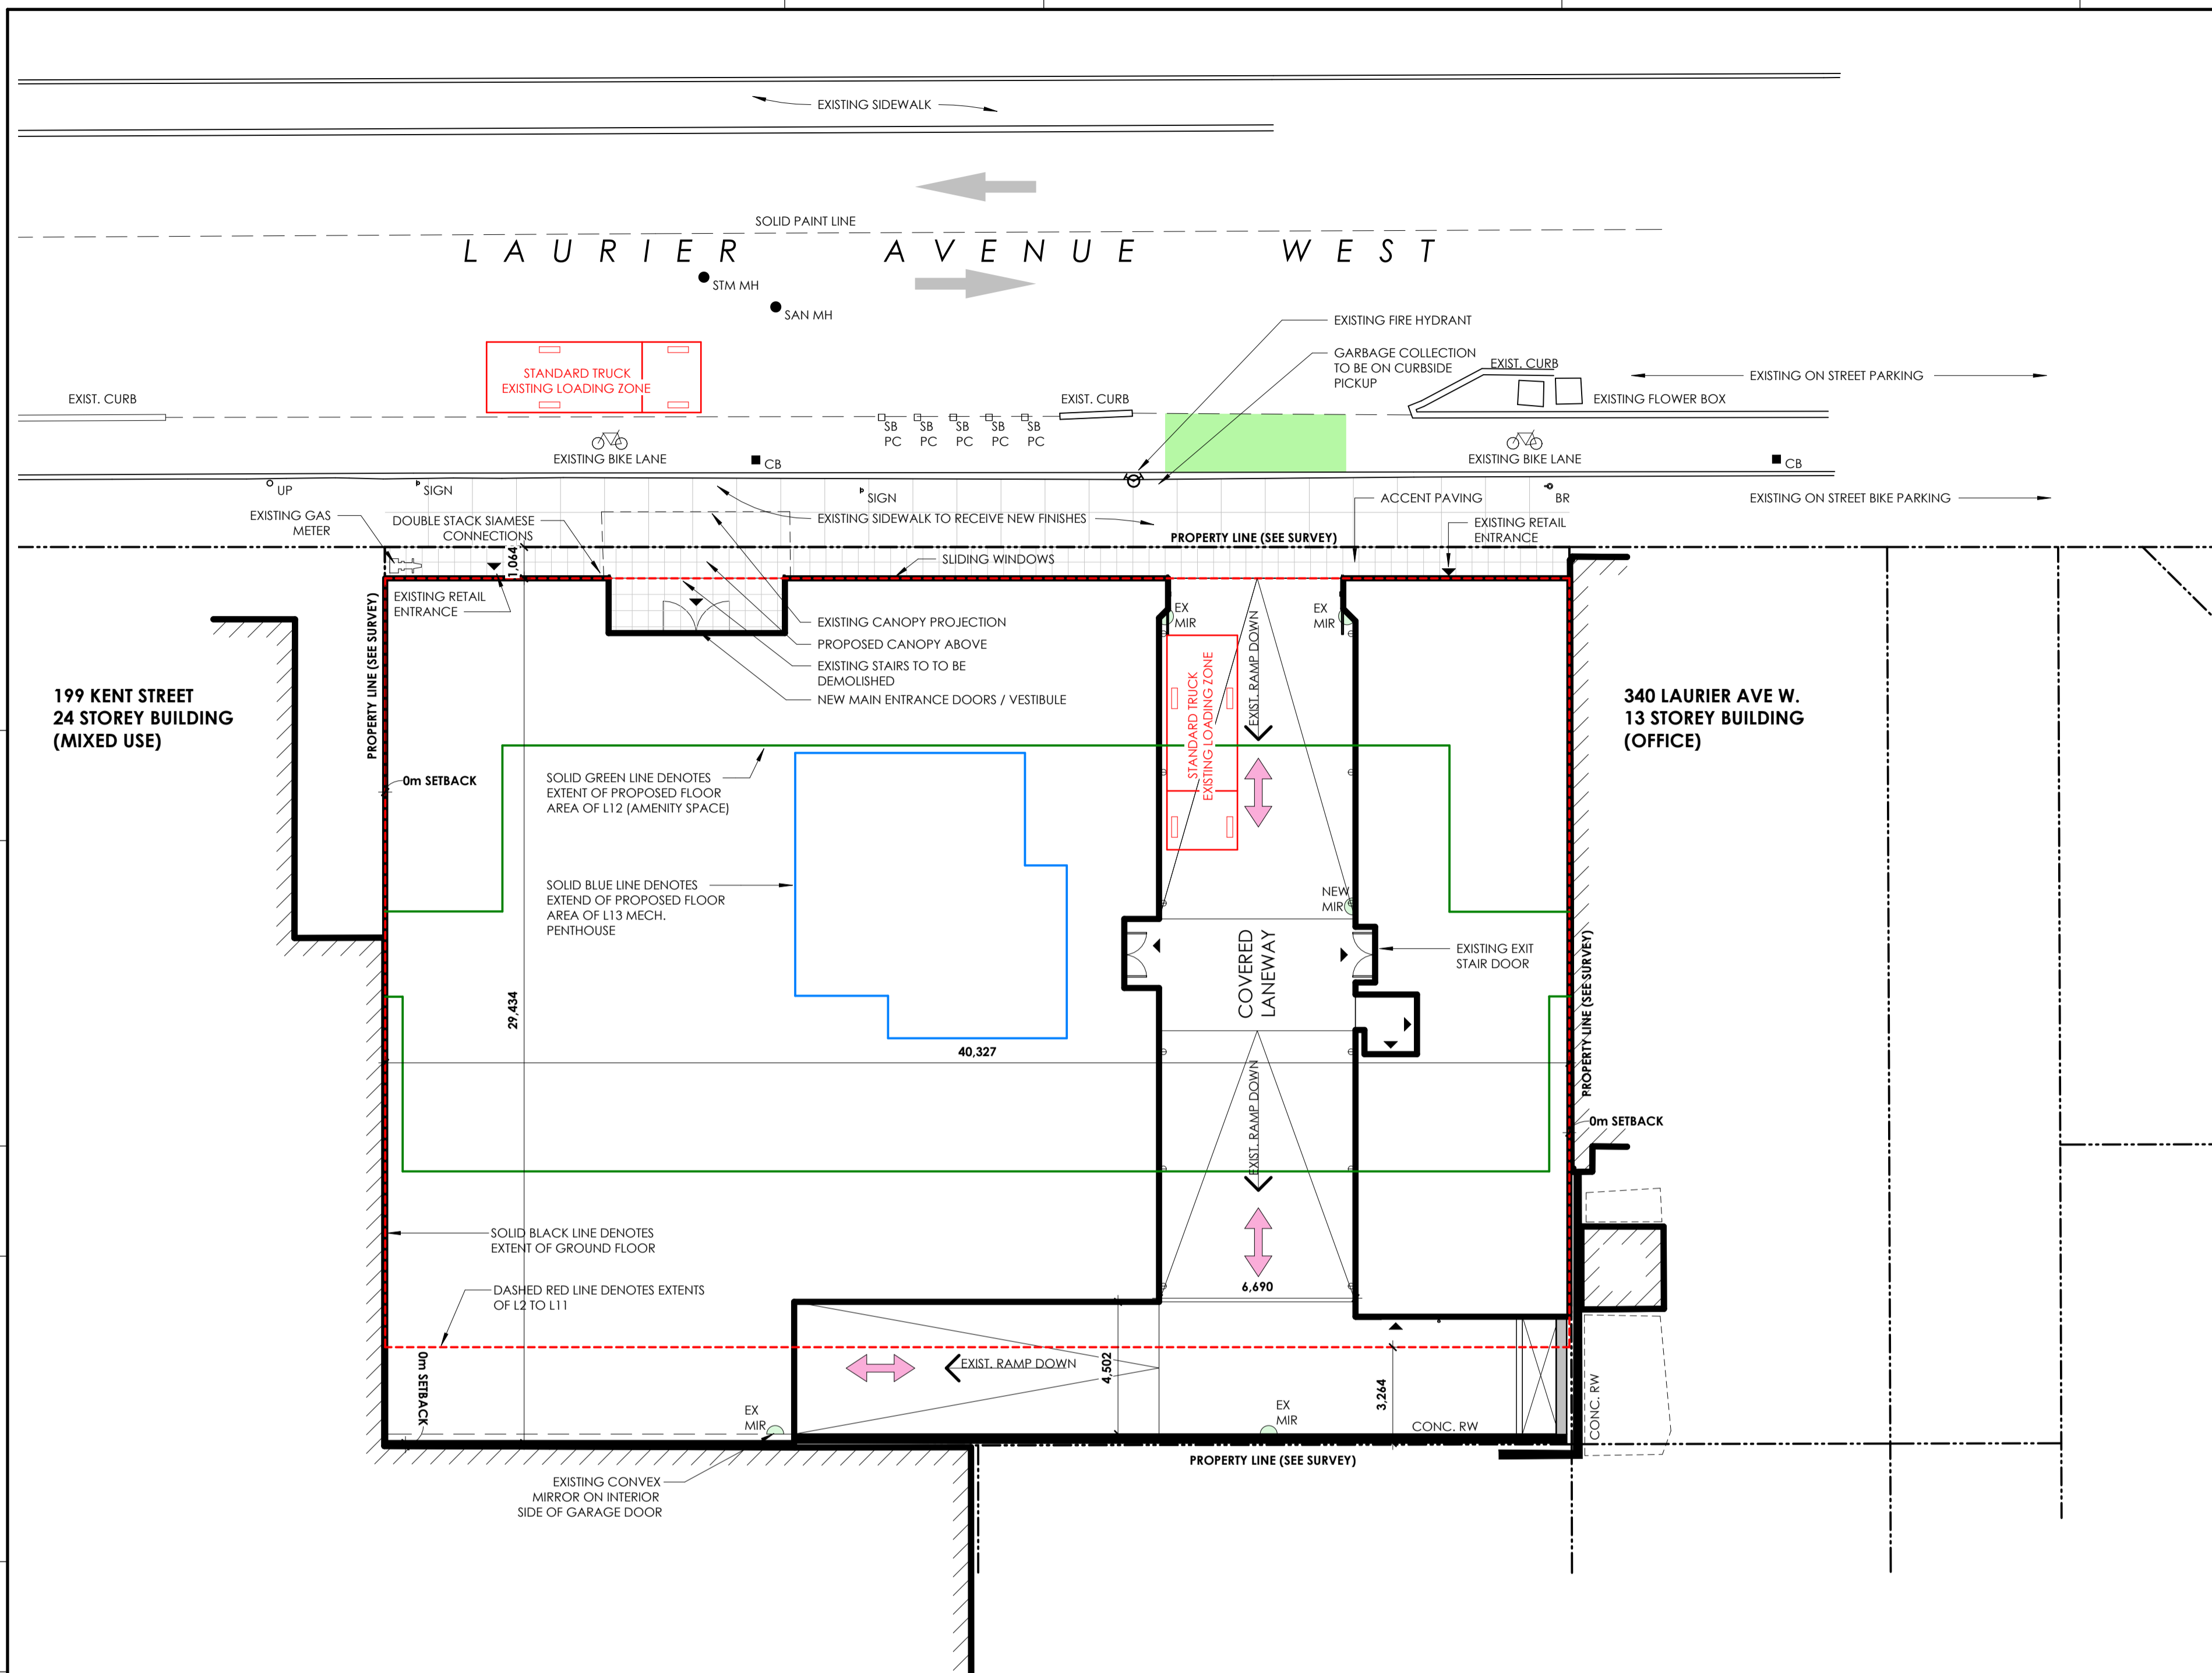 EXISTING SIDEWALK
SOLID PAINT LINE
LAURIER AVENUE WEST
STM MH
SAN MH
EXISTING FIRE HYDRANT
GARBAGE COLLECTION
TO BE ON CURBSIDE
PICKUP
STANDARD TRUCK
EXISTING LOADING ZONE
EXIST. CURB
EXIST. CURB
EXIST. CURB
EXISTING ON STREET PARKING
EXISTING FLOWER BOX
SB
PC
SB
PC
SB
PC
SB
PC
SB
PC
EXISTING BIKE LANE
CB
EXISTING BIKE LANE
CB
UP
SIGN
SIGN
ACCENT PAVING
BR
EXISTING ON STREET BIKE PARKING
EXISTING GAS
METER
DOUBLE STACK SIAMESE
CONNECTIONS
EXISTING SIDEWALK TO RECEIVE NEW FINISHES
EXISTING RETAIL
ENTRANCE
PROPERTY LINE (SEE SURVEY)
1,064
SLIDING WINDOWS
EXISTING RETAIL
ENTRANCE
PROPERTY LINE (SEE SURVEY)
EXISTING CANOPY PROJECTION
PROPOSED CANOPY ABOVE
EXISTING STAIRS TO TO BE
DEMOLISHED
NEW MAIN ENTRANCE DOORS / VESTIBULE
EX
MIR
EX
MIR
EXIST. RAMP DOWN
STANDARD TRUCK
EXISTING LOADING ZONE
199 KENT STREET
24 STOREY BUILDING
(MIXED USE)
340 LAURIER AVE W.
13 STOREY BUILDING
(OFFICE)
0m SETBACK
SOLID GREEN LINE DENOTES
EXTENT OF PROPOSED FLOOR
AREA OF L12 (AMENITY SPACE)
SOLID BLUE LINE DENOTES
EXTEND OF PROPOSED FLOOR
AREA OF L13 MECH.
PENTHOUSE
NEW
MIR
COVERED
LANEWAY
EXISTING EXIT
STAIR DOOR
PROPERTY LINE (SEE SURVEY)
29,434
40,327
EXIST. RAMP DOWN
0m SETBACK
SOLID BLACK LINE DENOTES
EXTENT OF GROUND FLOOR
DASHED RED LINE DENOTES EXTENTS
OF L2 TO L11
6,690
0m SETBACK
EXIST. RAMP DOWN
4,502
3,264
EX
MIR
EX
MIR
CONC. RW
CONC. RW
PROPERTY LINE (SEE SURVEY)
EXISTING CONVEX
MIRROR ON INTERIOR
SIDE OF GARAGE DOOR